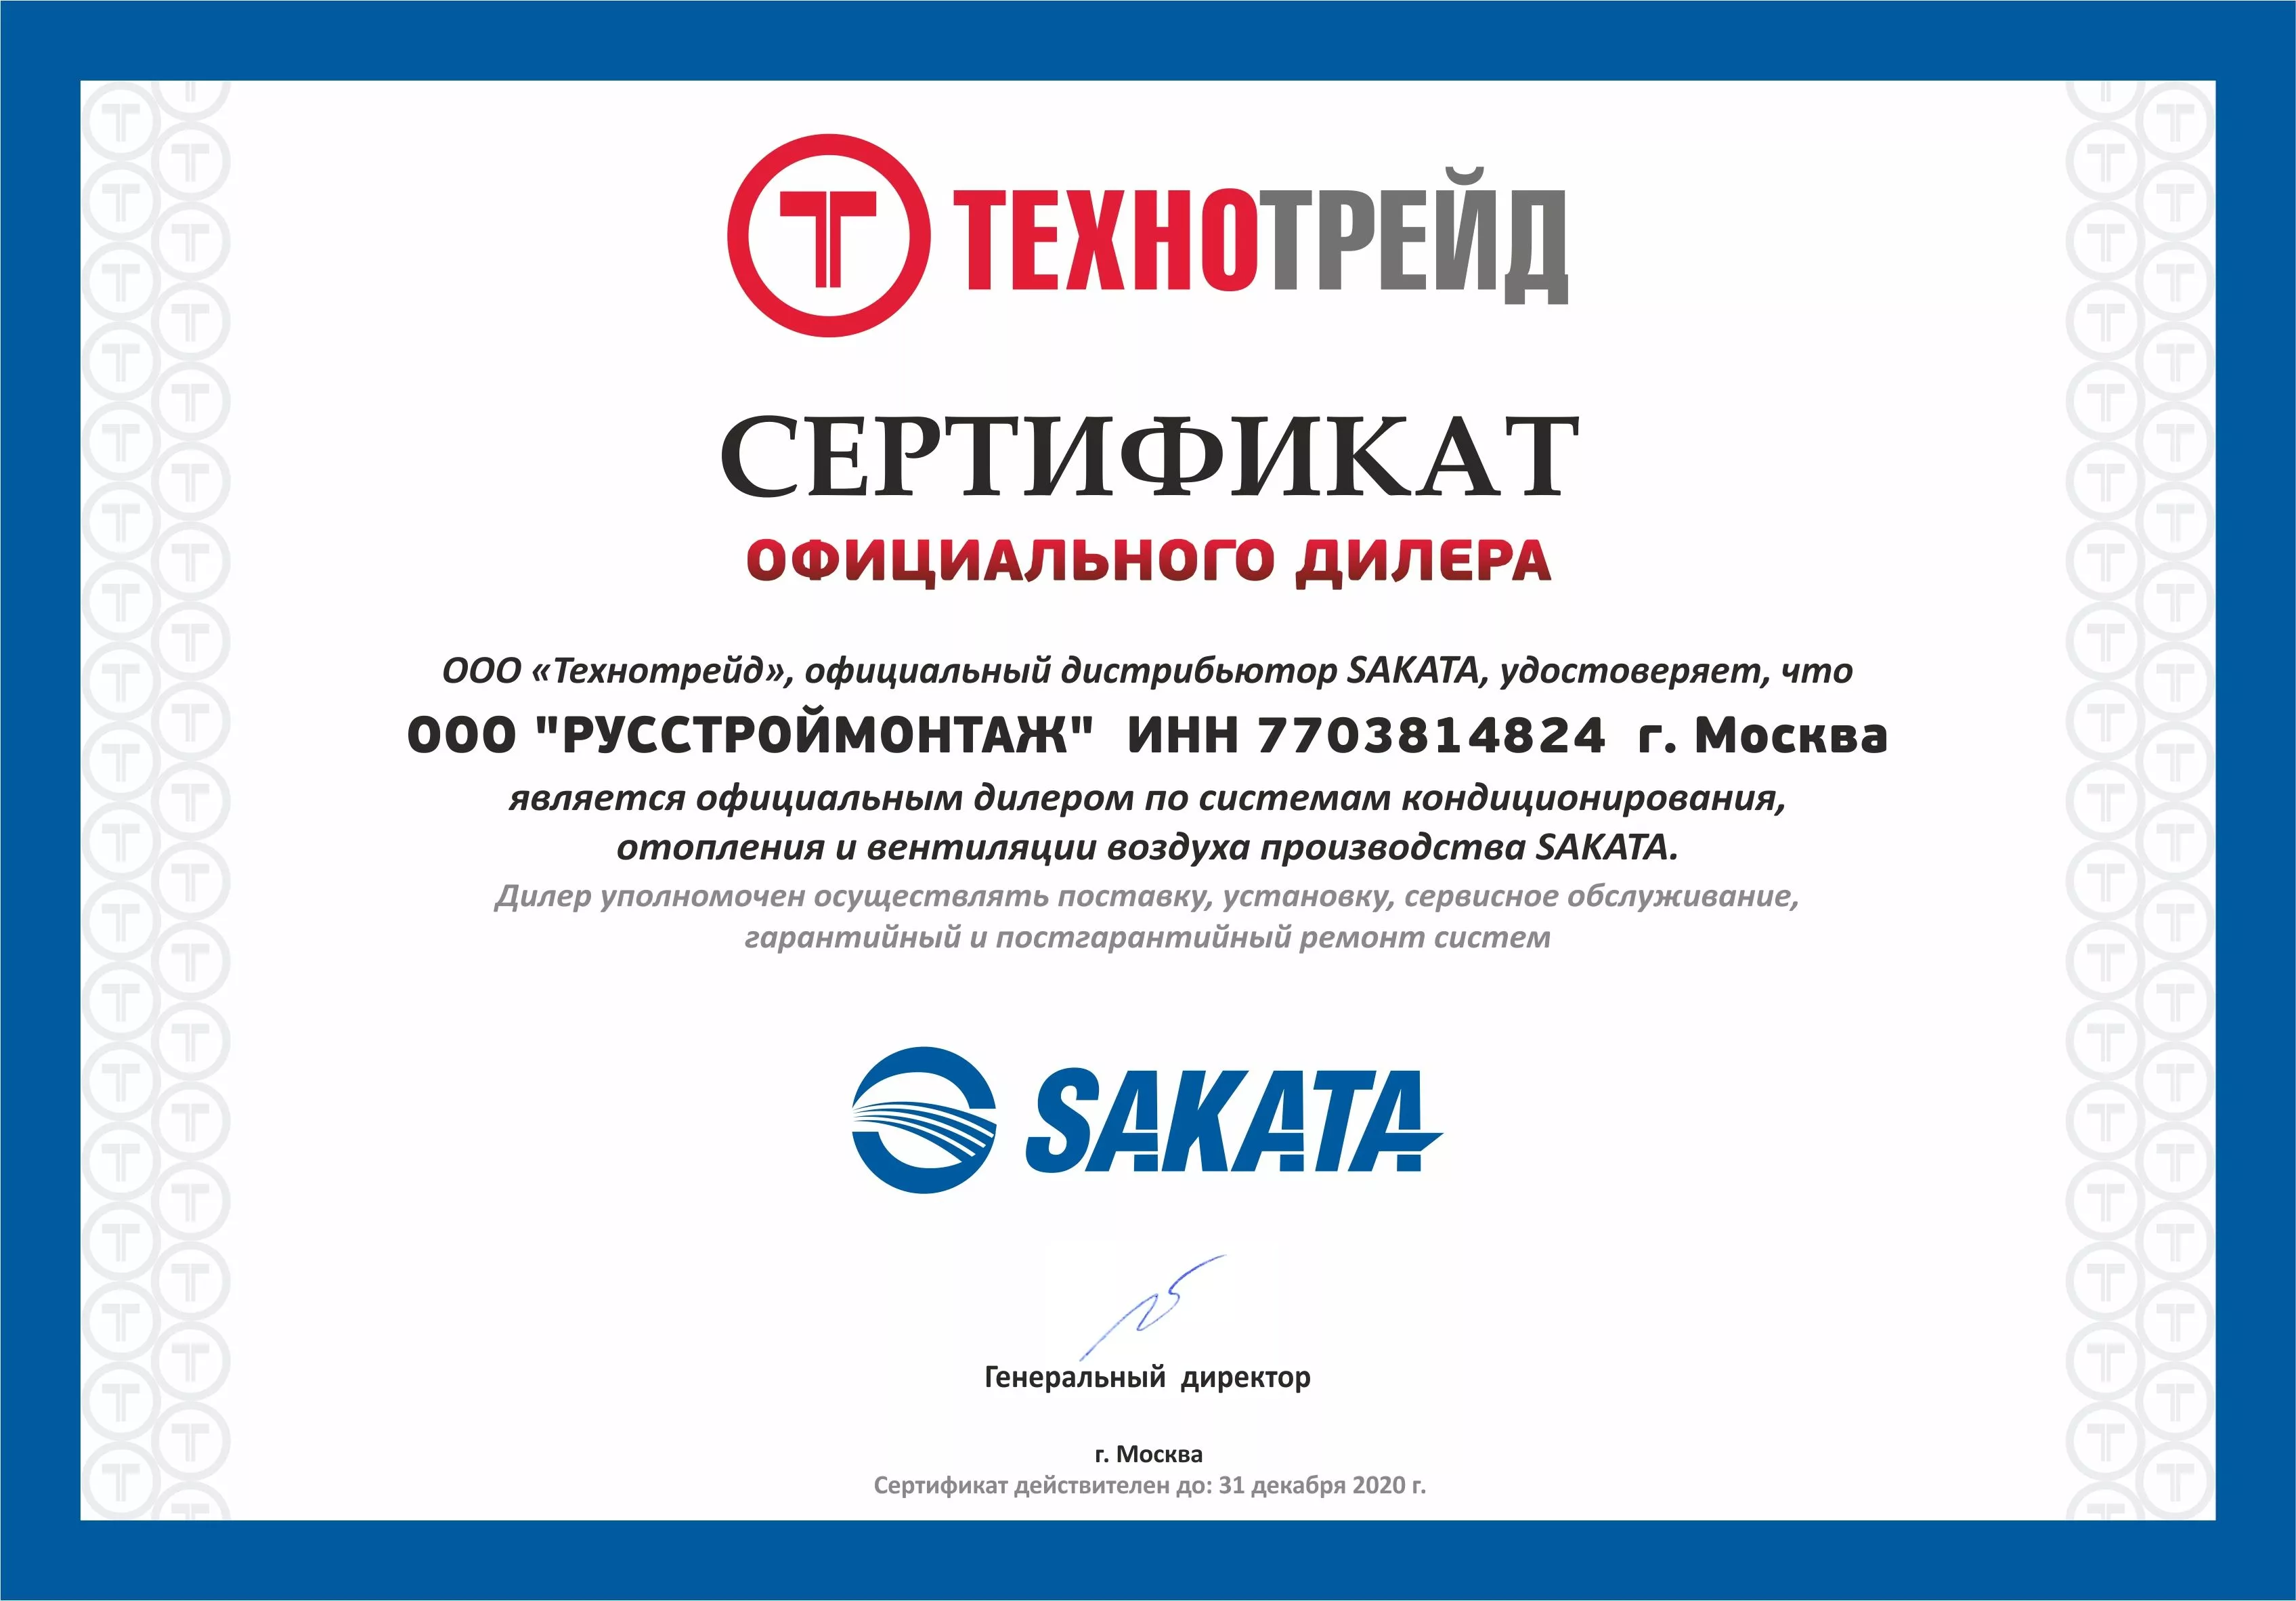 ТЕХНОТРЕЙД
СЕРТИФИКАТ
ОФИЦИАЛЬНОГО ДИЛЕРА
ООО «Технотрейд», официальный дистрибьютор SAKATA, удостоверяет, что
ООО "РУССТРОЙМОНТАЖ" ИНН 7703814824 г. Москва
является официальным дилером по системам кондиционирования,
отопления и вентиляции воздуха производства SAKATA.
Дилер уполномочен осуществлять поставку, установку, сервисное обслуживание,
гарантийный и постгарантийный ремонт систем
SAKATA
Генеральный директор
г. Москва
Сертификат действителен до: 31 декабря 2020 г.